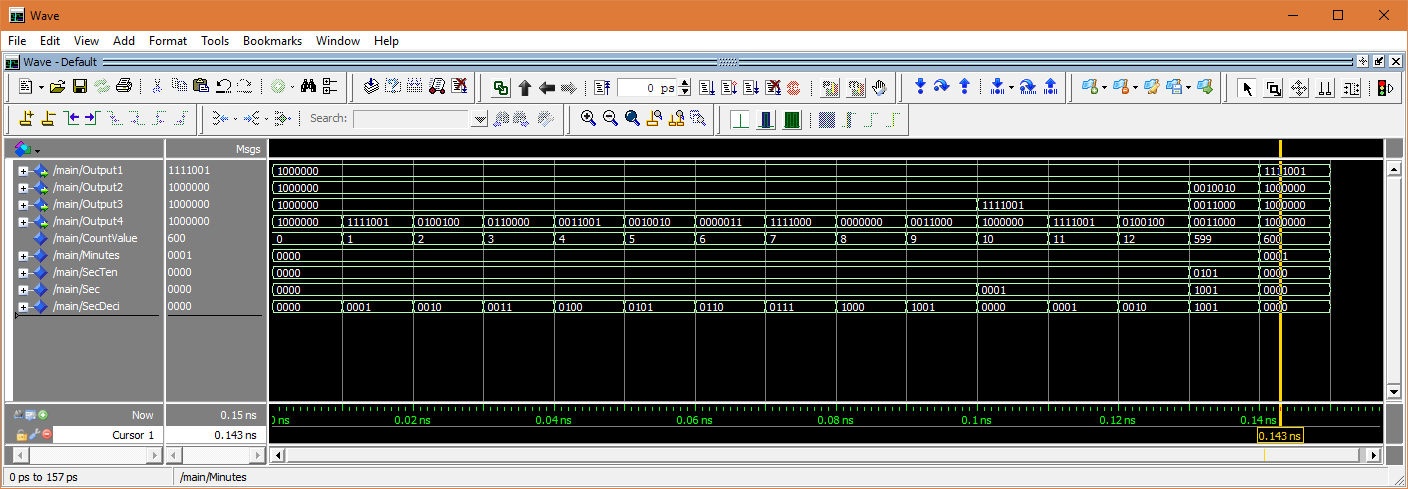 Wave
File Edit View Add Format Tools Bookmarks Window Help
Wave - Default
0 ps
Search:
Msgs
/main/Output1 1111001 1000000 1111001
/main/Output2 1000000 1000000 0010010 1000000
/main/Output3 1000000 1000000 1111001 0011000 1000000
/main/Output4 1000000 1000000 1111001 0100100 0110000 0011001 0010010 0000011 1111000 0000000 0011000 1000000 1111001 0100100 0011000 1000000
/main/CountValue 600 0 1 2 3 4 5 6 7 8 9 10 11 12 599 600
/main/Minutes 0001 0000 0001
/main/SecTen 0000 0000 0101 0000
/main/Sec 0000 0000 0001 1001 0000
/main/SecDeci 0000 0000 0001 0010 0011 0100 0101 0110 0111 1000 1001 0000 0001 0010 1001 0000
Now 0.15 ns ns 0.02 ns 0.04 ns 0.06 ns 0.08 ns 0.1 ns 0.12 ns 0.14 ns
Cursor 1 0.143 ns 0.143 ns
0 ps to 157 ps /main/Minutes